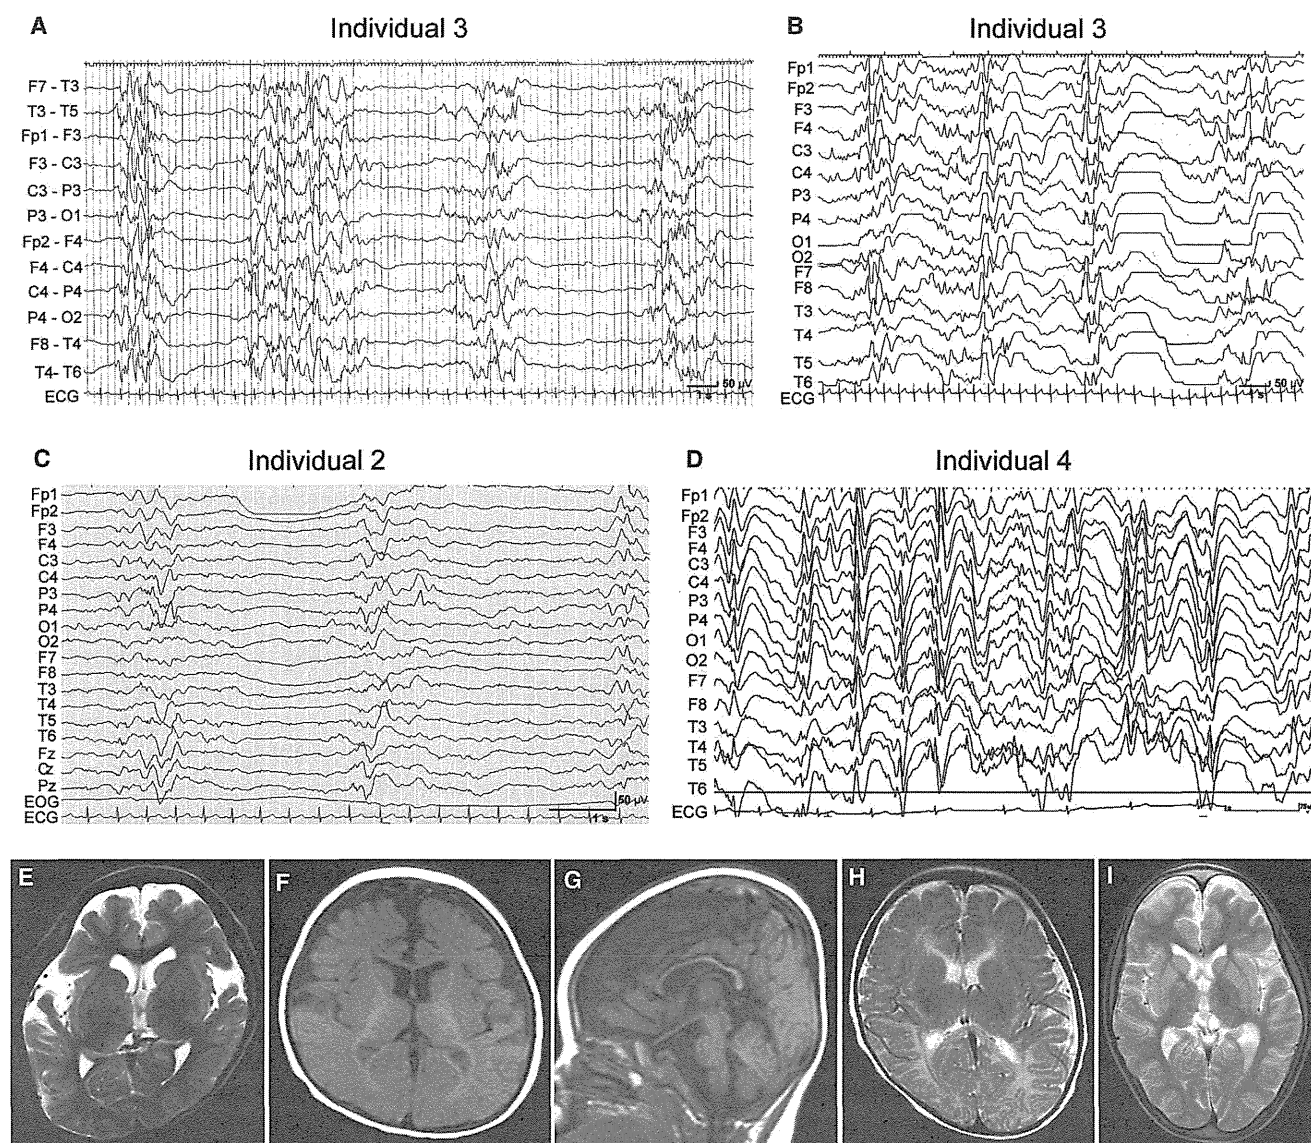 A
Individual 3
F7 - T3
T3 - T5
Fp1 - F3
F3 - C3
C3 - P3
P3 - O1
Fp2 - F4
F4 - C4
C4 - P4
P4 - O2
F8 - T4
T4- T6
ECG
50 μV
1 s
B
Individual 3
Fp1
Fp2
F3
F4
C3
C4
P3
P4
O1
O2
F7
F8
T3
T4
T5
T6
ECG
50 μV
1 s
C
Individual 2
Fp1
Fp2
F3
F4
C3
C4
P3
P4
O1
O2
F7
F8
T3
T4
T5
T6
Fz
Cz
Pz
EOG
ECG
50 μV
1 s
D
Individual 4
Fp1
Fp2
F3
F4
C3
C4
P3
P4
O1
O2
F7
F8
T3
T4
T5
T6
ECG
E
F
G
H
I